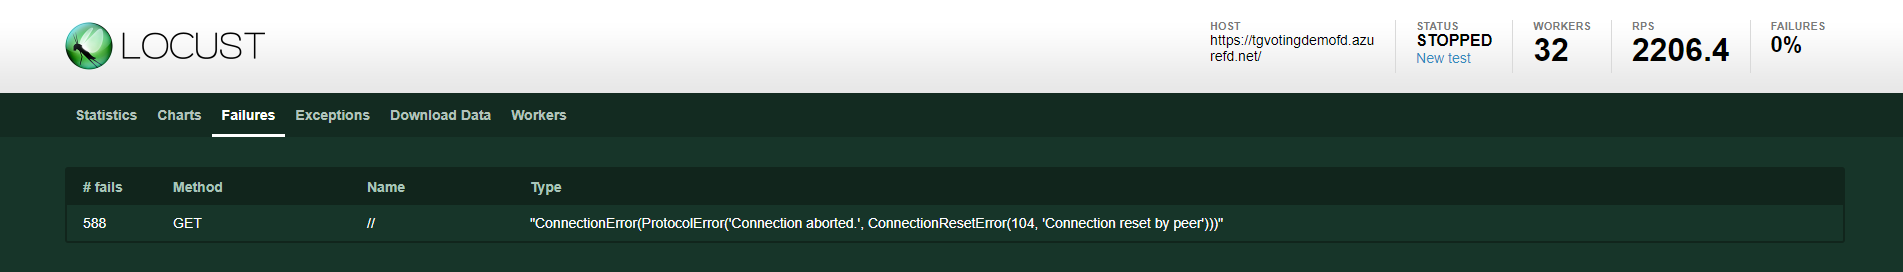 LOCUST
HOST
https://tgvotingdemofd.azu
refd.net/
STATUS
STOPPED
New test
WORKERS
32
RPS
2206.4
FAILURES
0%
Statistics Charts Failures Exceptions Download Data Workers
# fails Method Name Type
588 GET // "ConnectionError(ProtocolError('Connection aborted.', ConnectionResetError(104, 'Connection reset by peer')))"